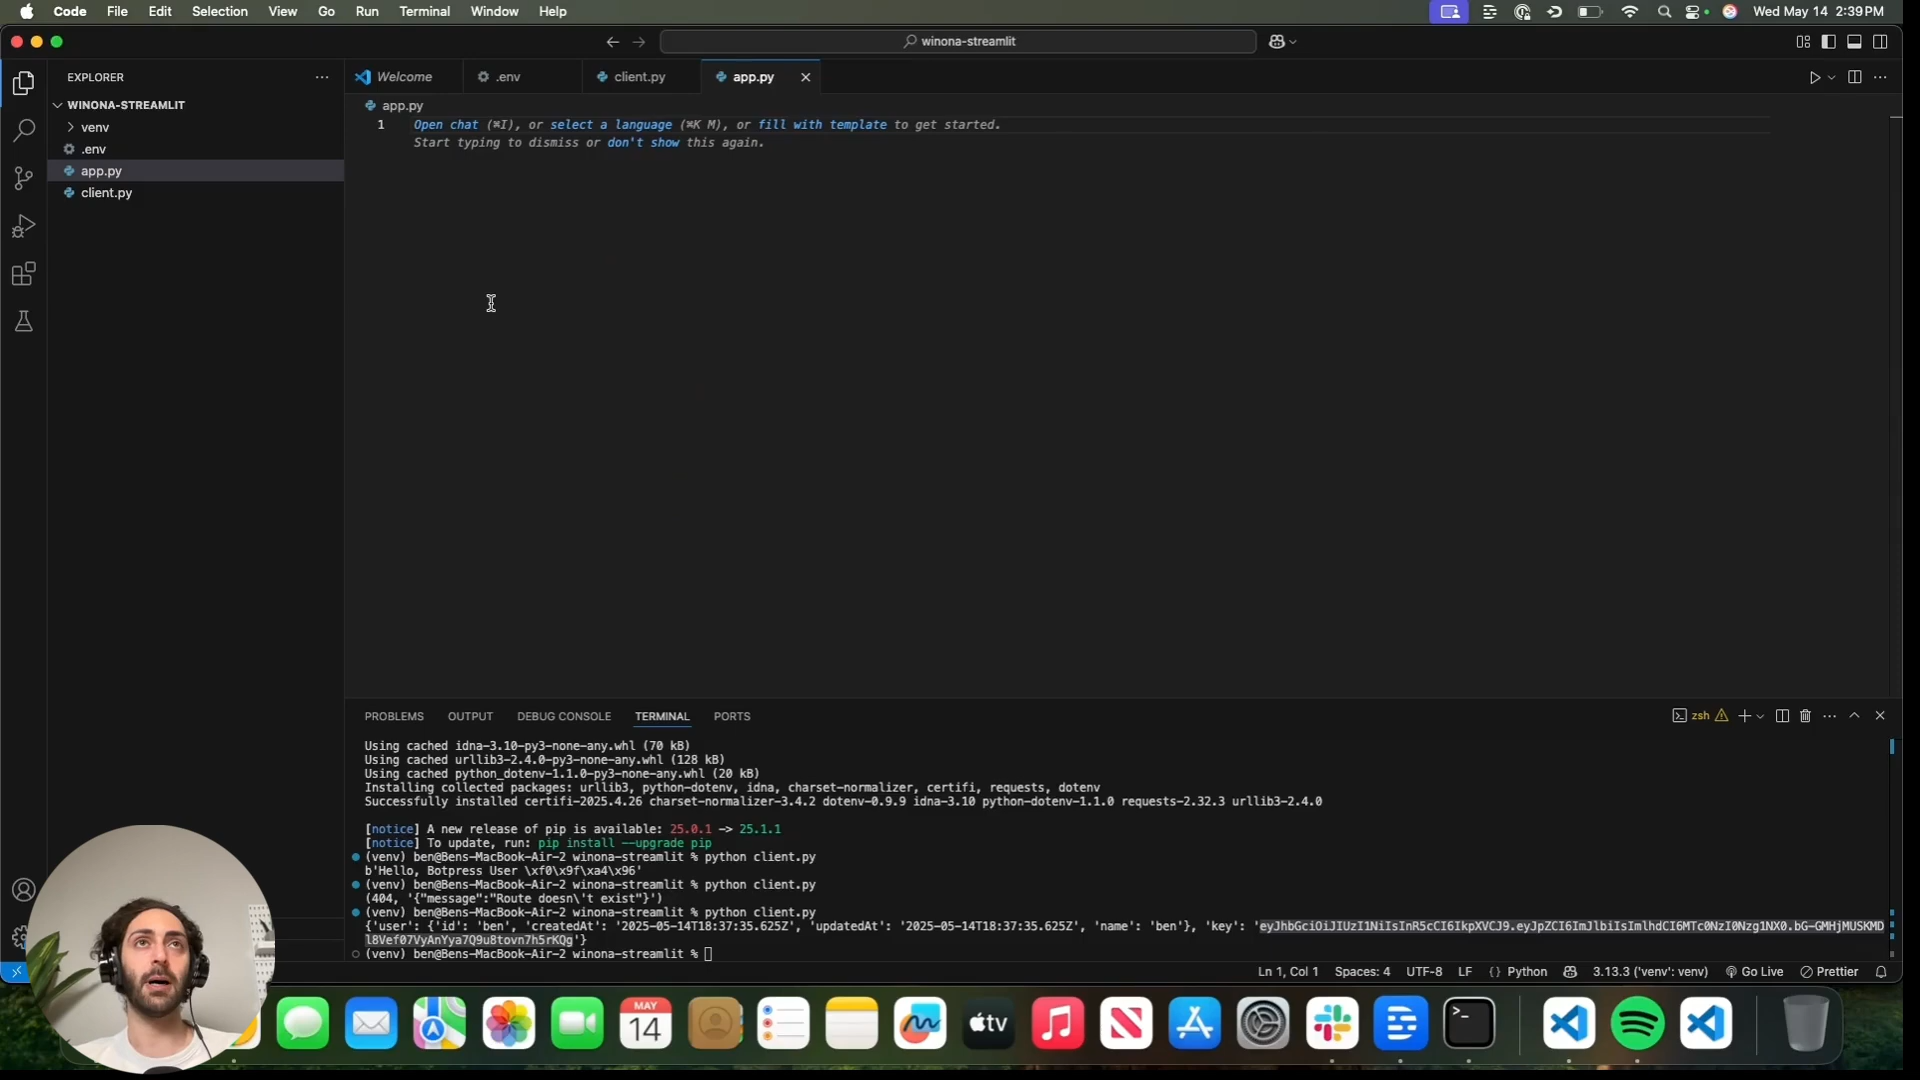 Code File Edit Selection View Go Run Terminal Window Help Wed May 14 2:39 PM
winona-streamlit
EXPLORER
Welcome .env client.py app.py
WINONA-STREAMLIT
venv
.env
app.py
client.py
app.py
1 Open chat (⌘I), or select a language (⌘K M), or fill with template to get started.
Start typing to dismiss or don't show this again.
PROBLEMS OUTPUT DEBUG CONSOLE TERMINAL PORTS
zsh
Using cached idna-3.10-py3-none-any.whl (70 kB)
Using cached urllib3-2.4.0-py3-none-any.whl (128 kB)
Using cached python_dotenv-1.1.0-py3-none-any.whl (20 kB)
Installing collected packages: urllib3, python-dotenv, idna, charset-normalizer, certifi, requests, dotenv
Successfully installed certifi-2025.4.26 charset-normalizer-3.4.2 dotenv-0.9.9 idna-3.10 python-dotenv-1.1.0 requests-2.32.3 urllib3-2.4.0
[notice] A new release of pip is available: 25.0.1 -> 25.1.1
[notice] To update, run: pip install --upgrade pip
(venv) ben@Bens-MacBook-Air-2 winona-streamlit % python client.py
b'Hello, Botpress User \xf0\x9f\xa4\x96'
(venv) ben@Bens-MacBook-Air-2 winona-streamlit % python client.py
(404, '{"message":"Route doesn\'t exist"}')
(venv) ben@Bens-MacBook-Air-2 winona-streamlit % python client.py
{'user': {'id': 'ben', 'createdAt': '2025-05-14T18:37:35.625Z', 'updatedAt': '2025-05-14T18:37:35.625Z', 'name': 'ben'}, 'key': 'eyJhbGciOiJIUzI1NiIsInR5cCI6IkpXVCJ9.eyJpZCI6ImJlbiIsImlhdCI6MTc0NzI0Nzg1NX0.bG-GMHjMUSKMD
l8Vef07VyAnYya7Q9u8tovn7h5rKQg'}
(venv) ben@Bens-MacBook-Air-2 winona-streamlit %
Ln 1, Col 1 Spaces: 4 UTF-8 LF {} Python 3.13.3 ('venv': venv) Go Live Prettier
MAY
14
tv